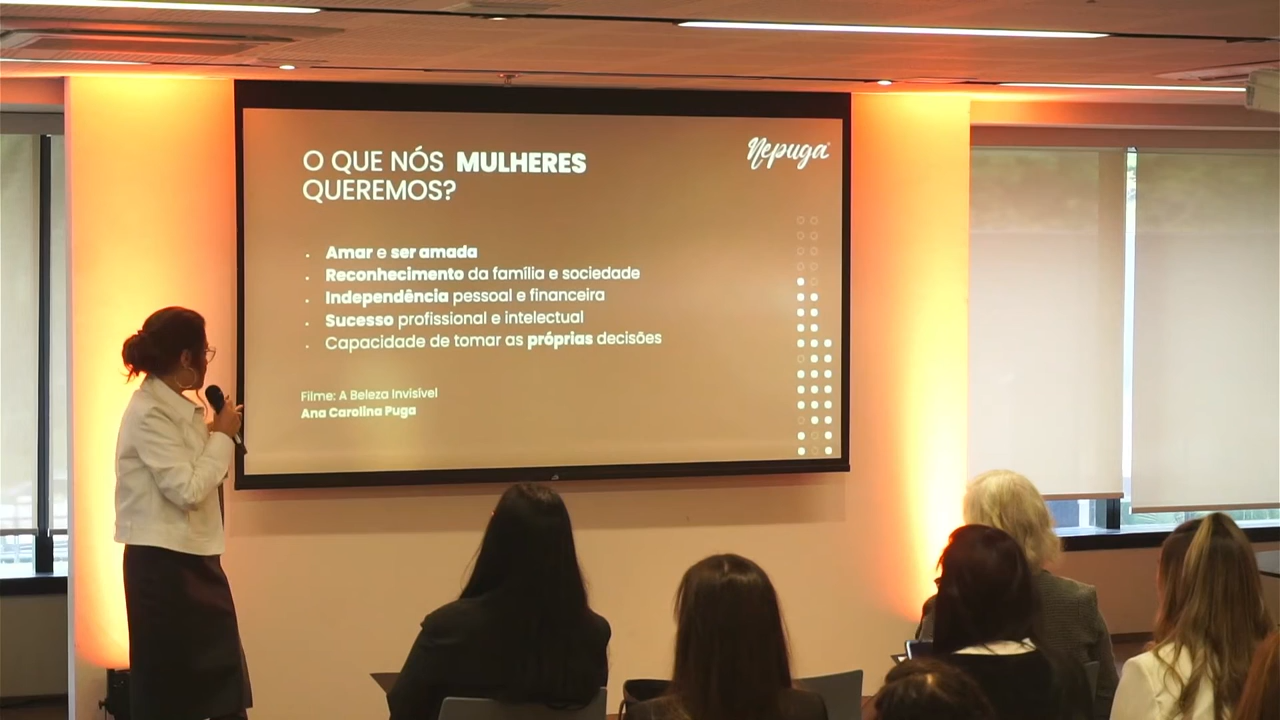 O QUE NÓS MULHERES
QUEREMOS?
Nepuga
• Amar e ser amada
• Reconhecimento da família e sociedade
• Independência pessoal e financeira
• Sucesso profissional e intelectual
• Capacidade de tomar as próprias decisões
Filme: A Beleza Invisível
Ana Carolina Puga